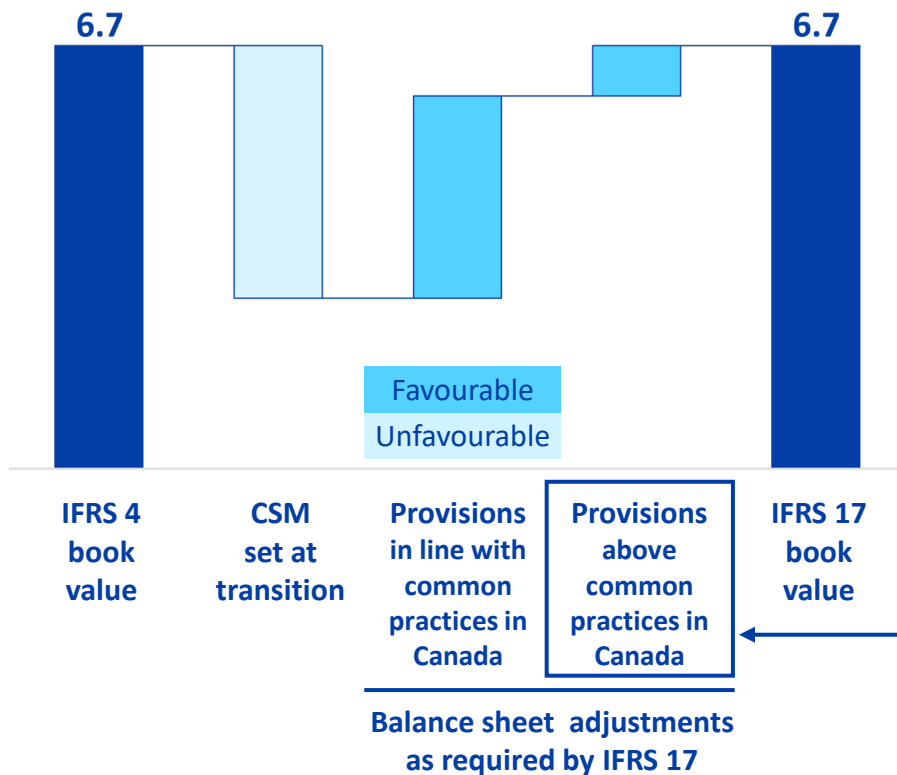 6.7
6.7
Favourable
Unfavourable
IFRS 4
book
value
CSM
set at
transition
Provisions
in line with
common
practices in
Canada
Provisions
above
common
practices in
Canada
IFRS 17
book
value
Balance sheet adjustments
as required by IFRS 17